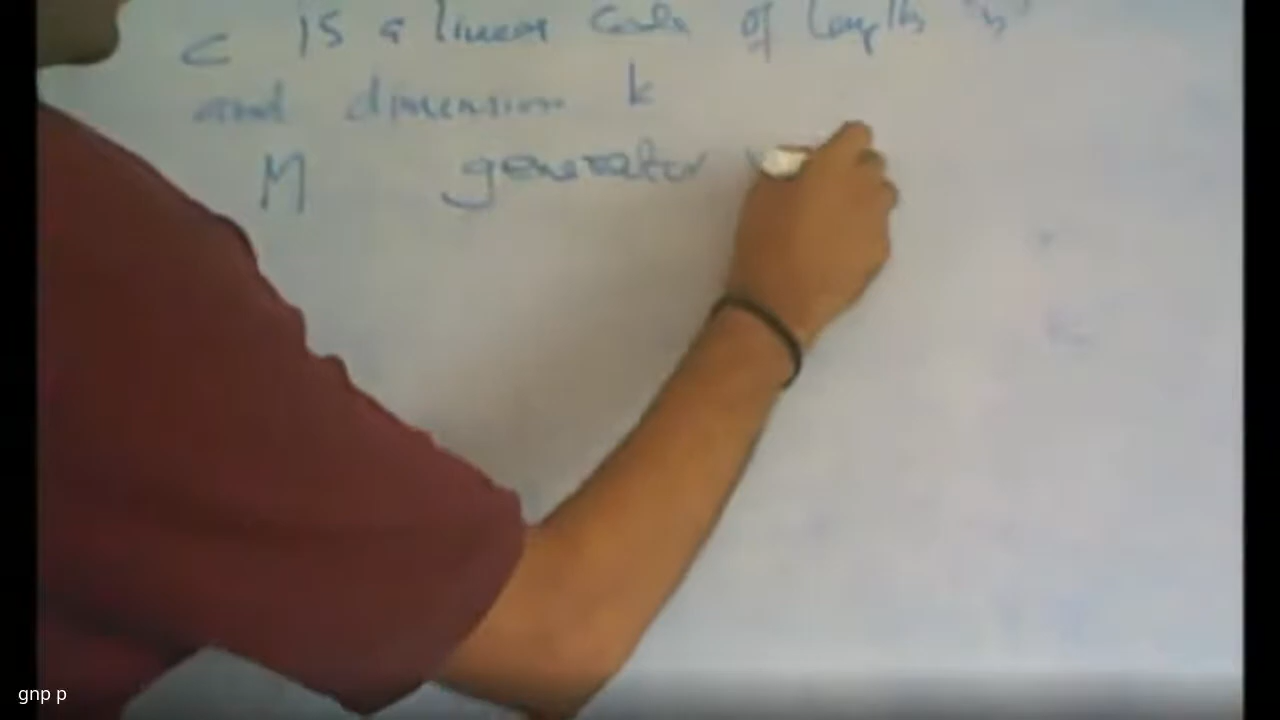 C is a linear Code of length "n"
and dimension k
M generator
gnp p